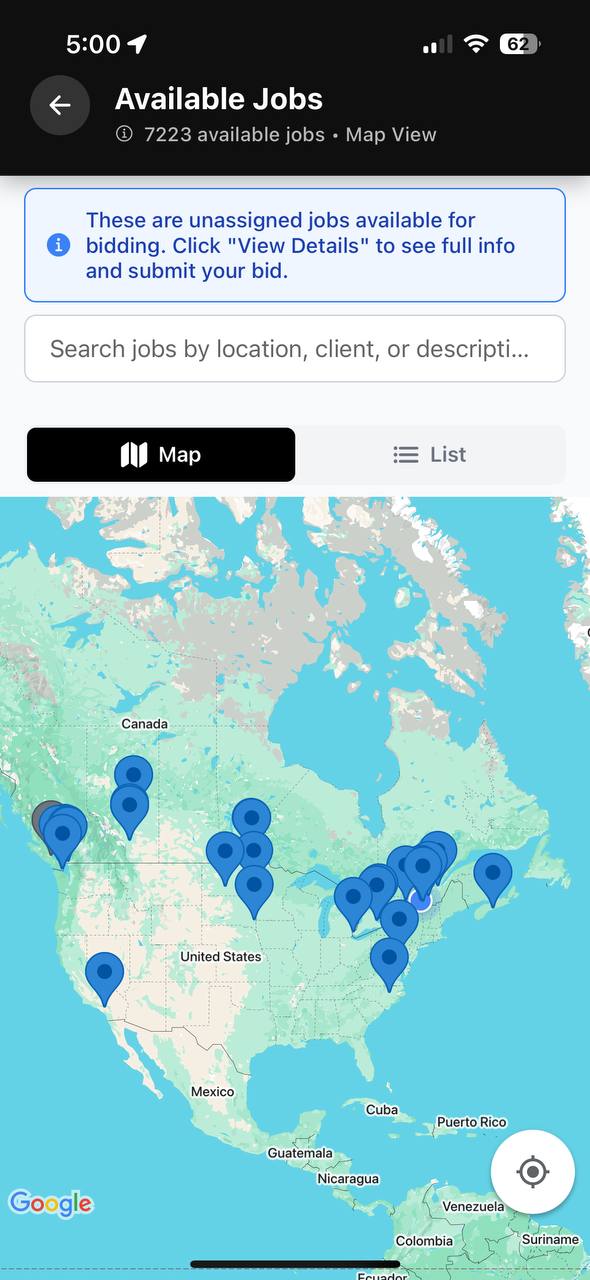 5:00
62
Available Jobs
7223 available jobs • Map View
These are unassigned jobs available for
bidding. Click "View Details" to see full info
and submit your bid.
Search jobs by location, client, or descripti...
Map
List
Canada
United States
Mexico
Cuba
Puerto Rico
Guatemala
Nicaragua
Google
Venezuela
Colombia
Suriname
Ecuador